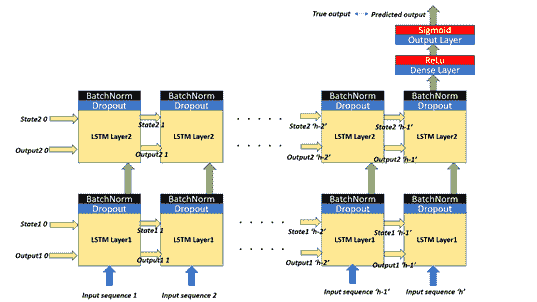 True output
Predicted output
Sigmoid
Output Layer
ReLu
Dense Layer
BatchNorm
Dropout
BatchNorm
Dropout
BatchNorm
Dropout
BatchNorm
Dropout
State2 0
LSTM Layer2
State2 1
LSTM Layer2
State2 'h-2'
LSTM Layer2
State2 'h-1'
LSTM Layer2
Output2 0
Output2 1
Output2 'h-2'
Output2 'h-1'
BatchNorm
Dropout
BatchNorm
Dropout
BatchNorm
Dropout
BatchNorm
Dropout
State1 0
LSTM Layer1
State1 1
LSTM Layer1
State1 'h-2'
LSTM Layer1
State1 'h-1'
LSTM Layer1
Output1 0
Output1 1
Output1 'h-2'
Output1 'h-1'
Input sequence 1
Input sequence 2
Input sequence 'h-1'
Input sequence 'h'